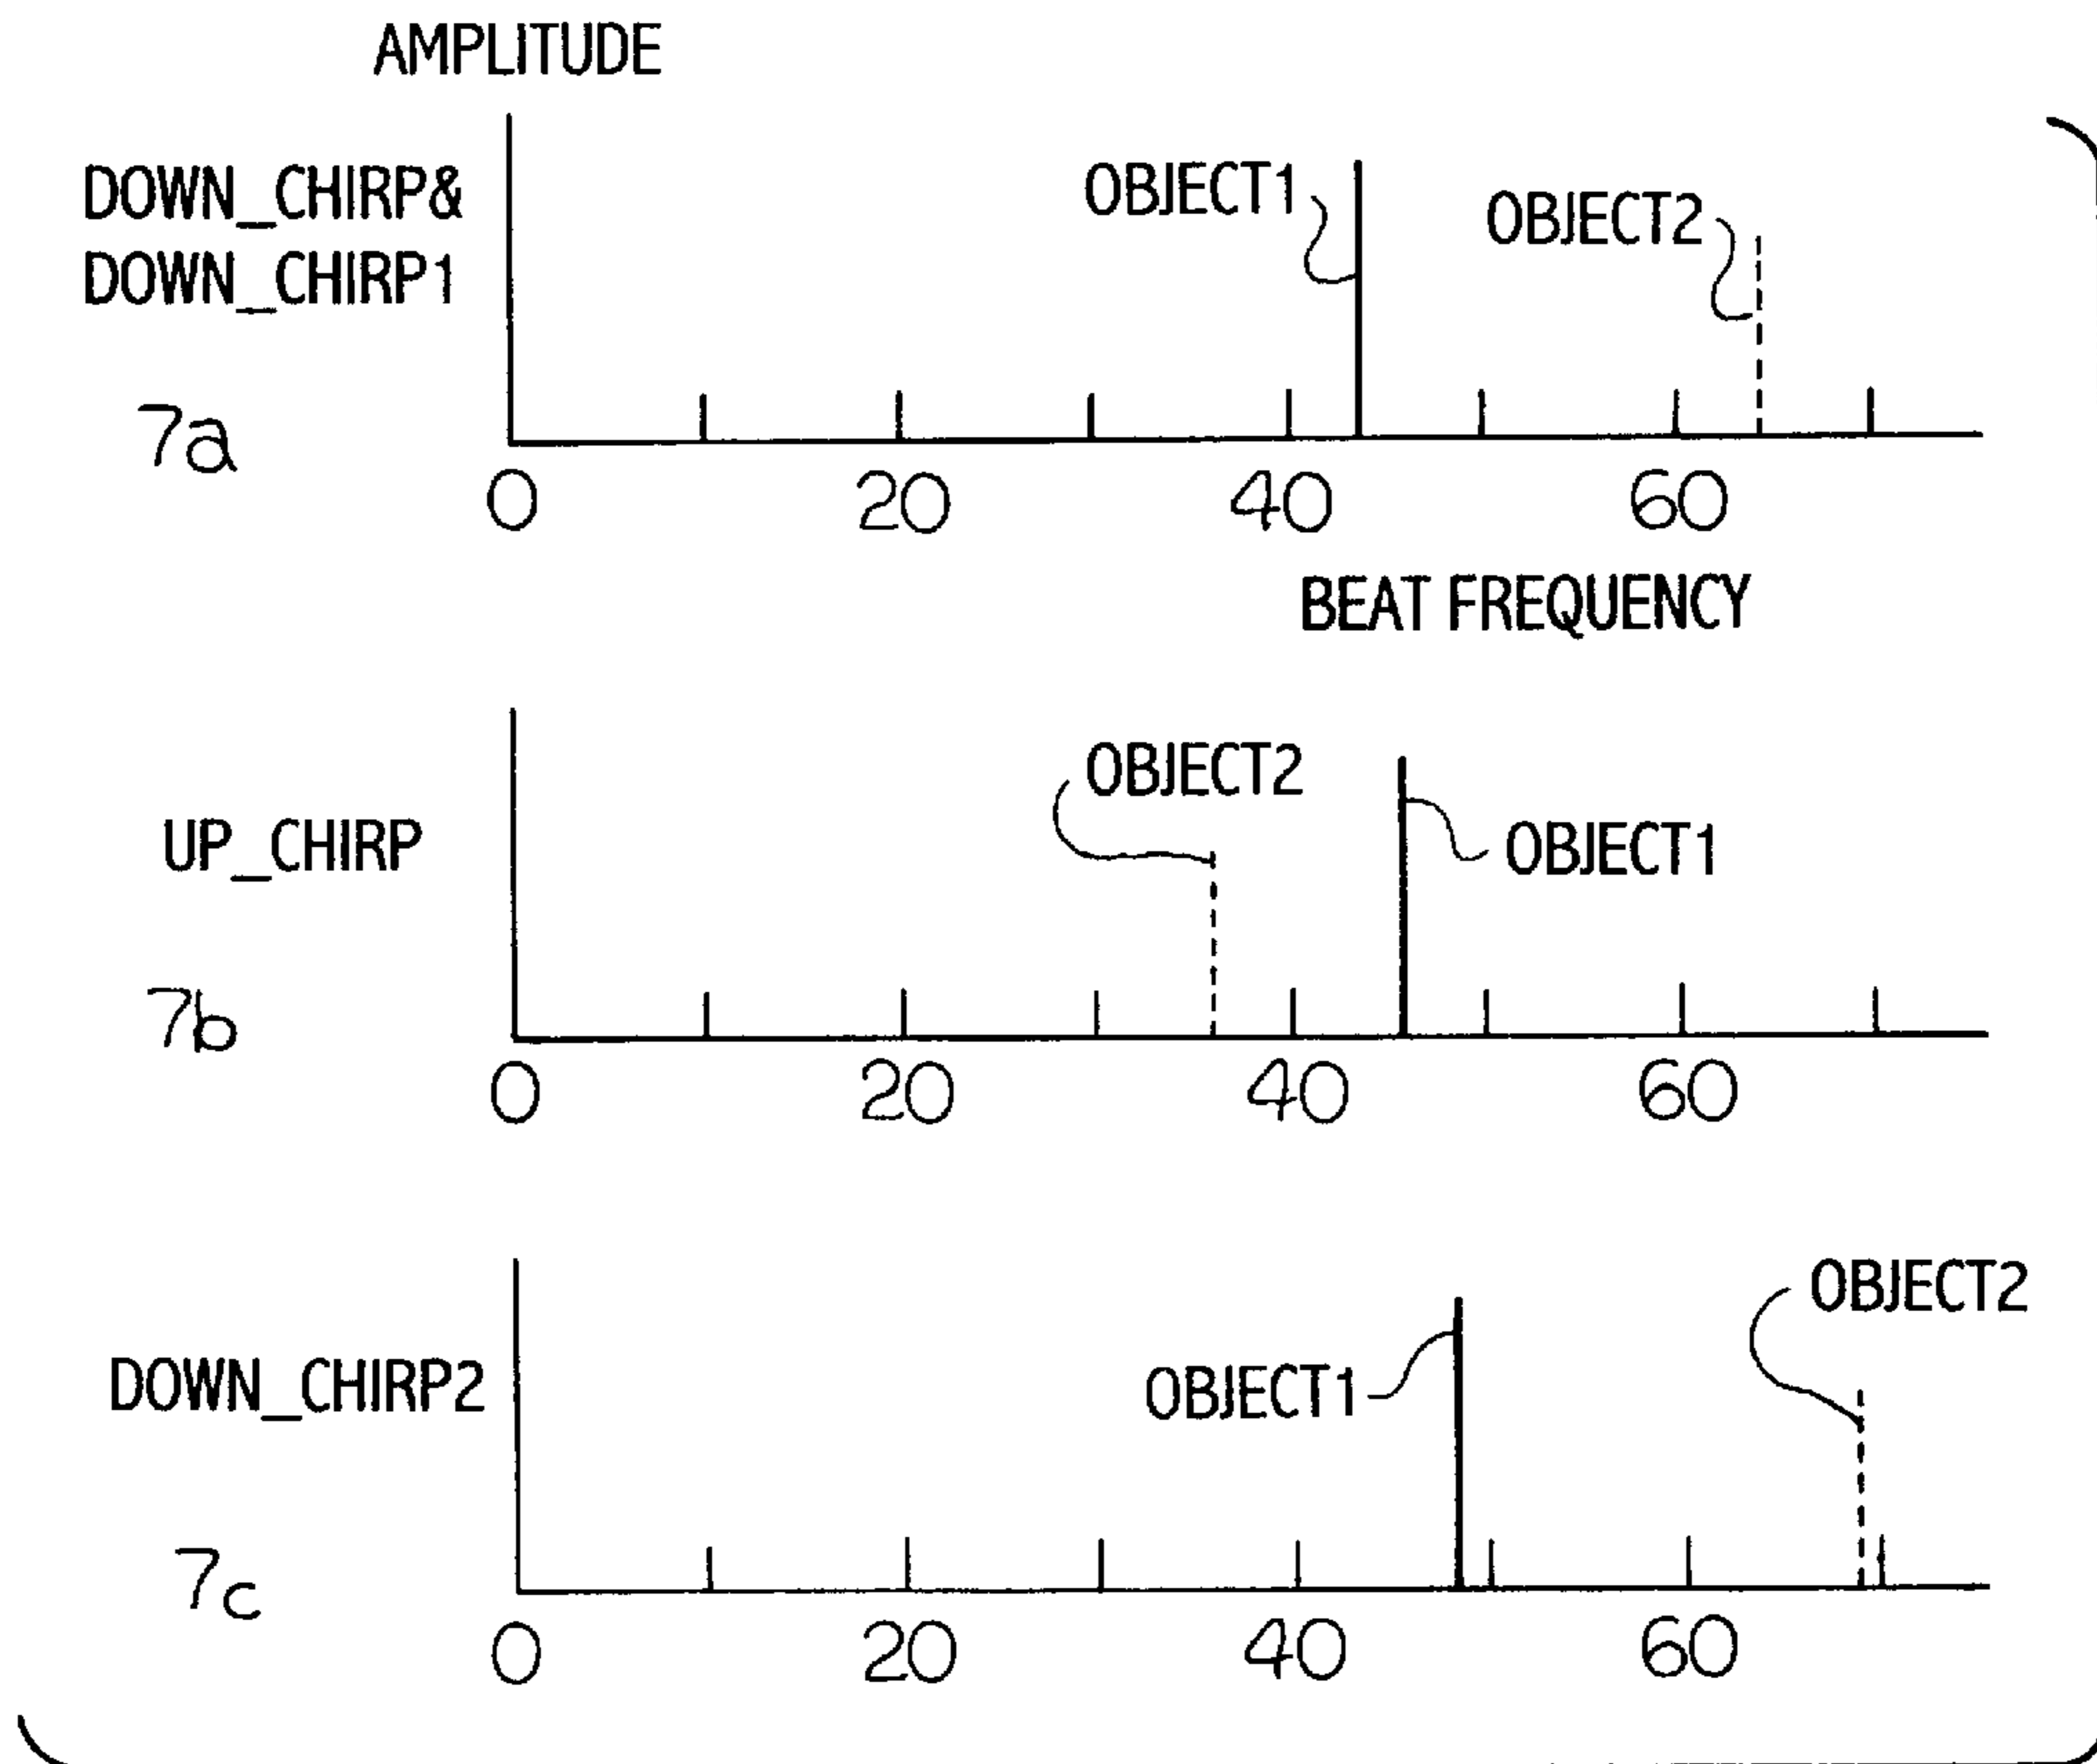 AMPLITUDE
DOWN_CHIRP&
DOWN_CHIRP1
OBJECT1
OBJECT2
7a
0 20 40 60
BEAT FREQUENCY
UP_CHIRP
OBJECT2
OBJECT1
7b
0 20 40 60
DOWN_CHIRP2
OBJECT1
OBJECT2
7c
0 20 40 60